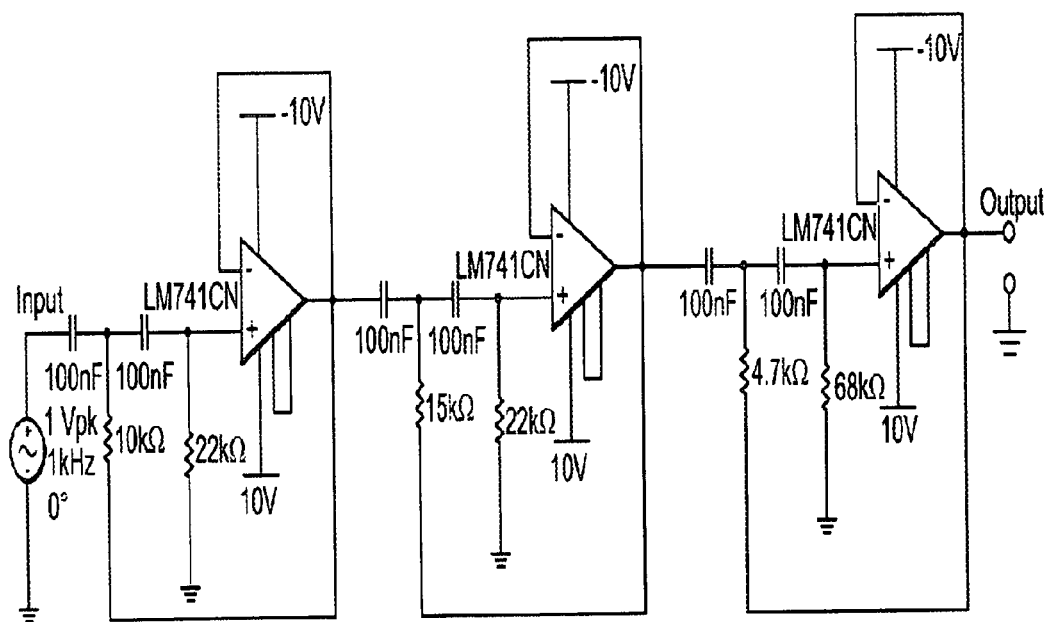 -10V
-
LM741CN
+
Input
100nF
100nF
+
~
-
1 Vpk
1kHz
0°
10kΩ
22kΩ
10V
-10V
-
LM741CN
+
100nF
100nF
15kΩ
22kΩ
10V
-10V
-
LM741CN
+
100nF
100nF
4.7kΩ
68kΩ
10V
Output